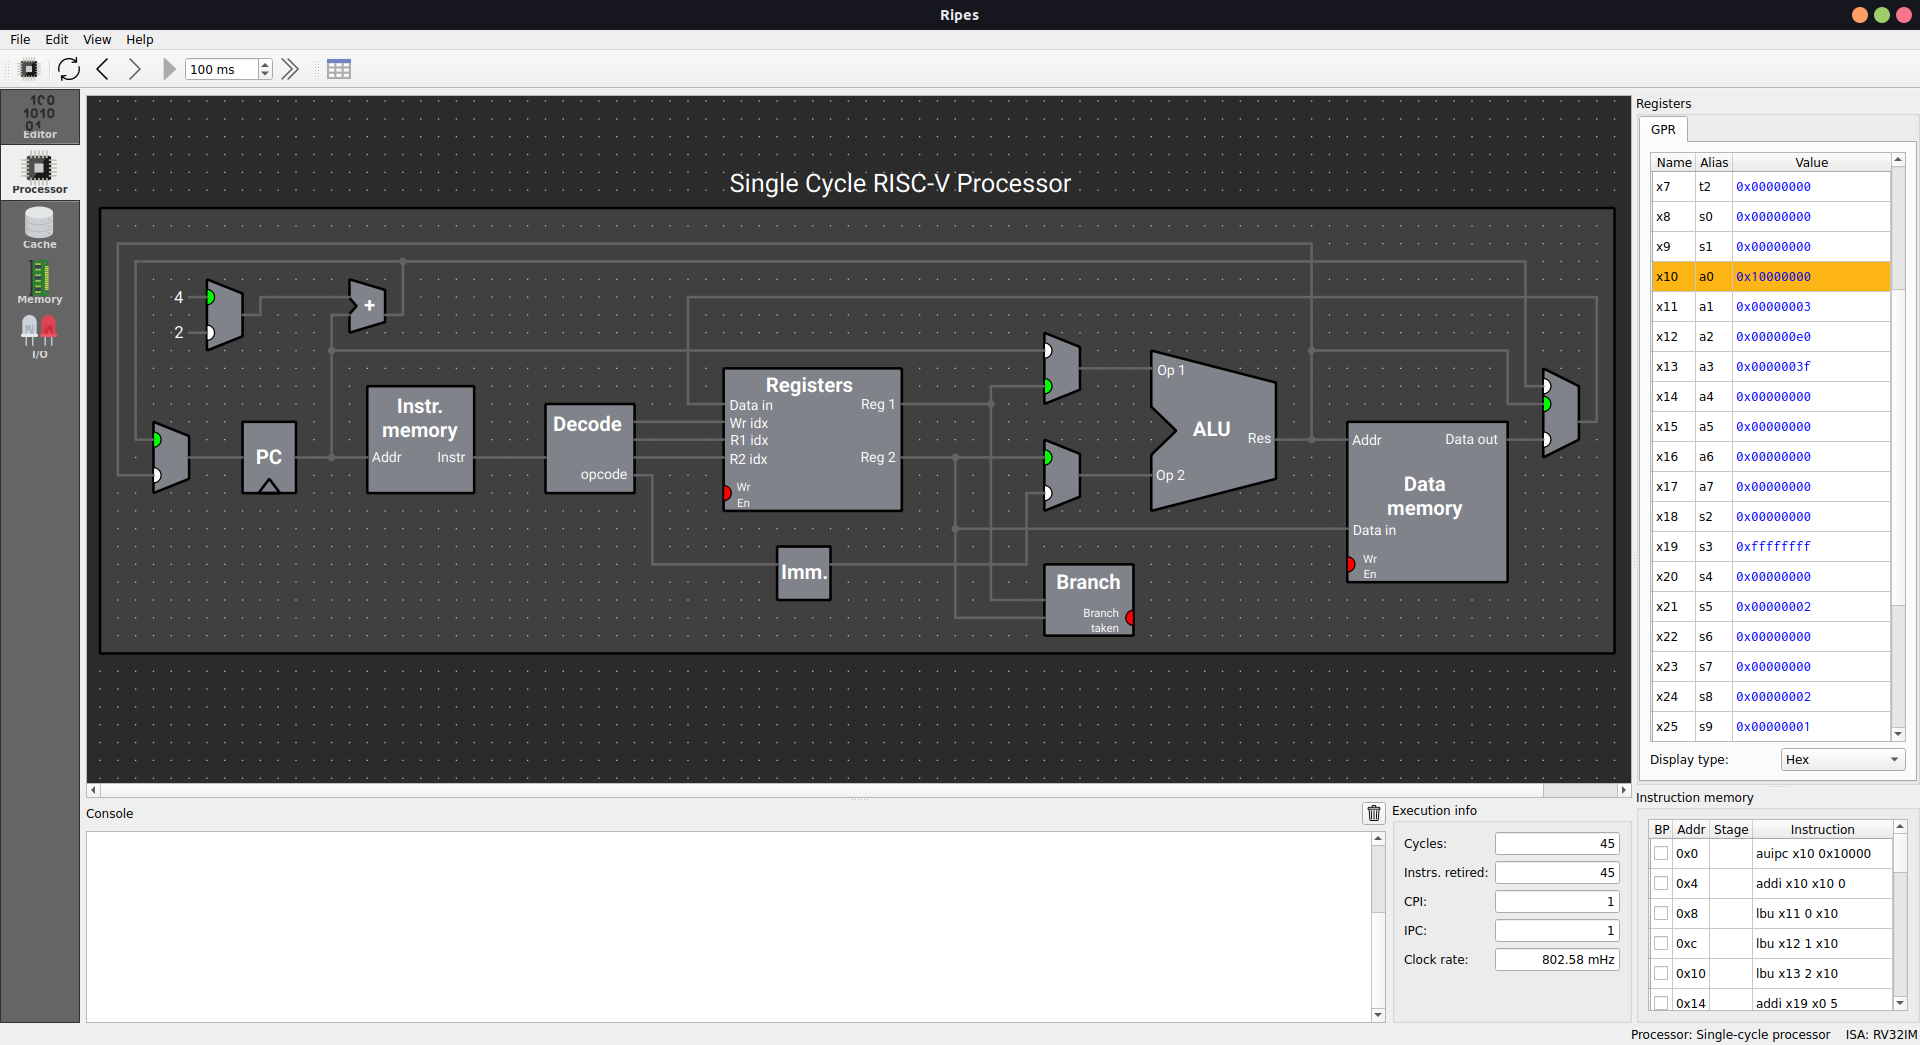 Ripes
File Edit View Help
100 ms
Editor
Processor
Cache
Memory
I/O
Single Cycle RISC-V Processor
4
2
+
PC
Instr. memory
Addr Instr
Decode
opcode
Registers
Data in
Wr idx
R1 idx
R2 idx
Wr En
Reg 1
Reg 2
Imm.
Op 1
Op 2
ALU
Res
Branch
Branch taken
Addr Data out
Data memory
Data in
Wr En
Registers
GPR
Name Alias Value
x7 t2 0x00000000
x8 s0 0x00000000
x9 s1 0x00000000
x10 a0 0x10000000
x11 a1 0x00000003
x12 a2 0x000000e0
x13 a3 0x0000003f
x14 a4 0x00000000
x15 a5 0x00000000
x16 a6 0x00000000
x17 a7 0x00000000
x18 s2 0x00000000
x19 s3 0xffffffff
x20 s4 0x00000000
x21 s5 0x00000002
x22 s6 0x00000000
x23 s7 0x00000000
x24 s8 0x00000002
x25 s9 0x00000001
Display type: Hex
Console
Execution info
Cycles: 45
Instrs. retired: 45
CPI: 1
IPC: 1
Clock rate: 802.58 mHz
Instruction memory
BP Addr Stage Instruction
0x0 auipc x10 0x10000
0x4 addi x10 x10 0
0x8 lbu x11 0 x10
0xc lbu x12 1 x10
0x10 lbu x13 2 x10
0x14 addi x19 x0 5
Processor: Single-cycle processor ISA: RV32IM